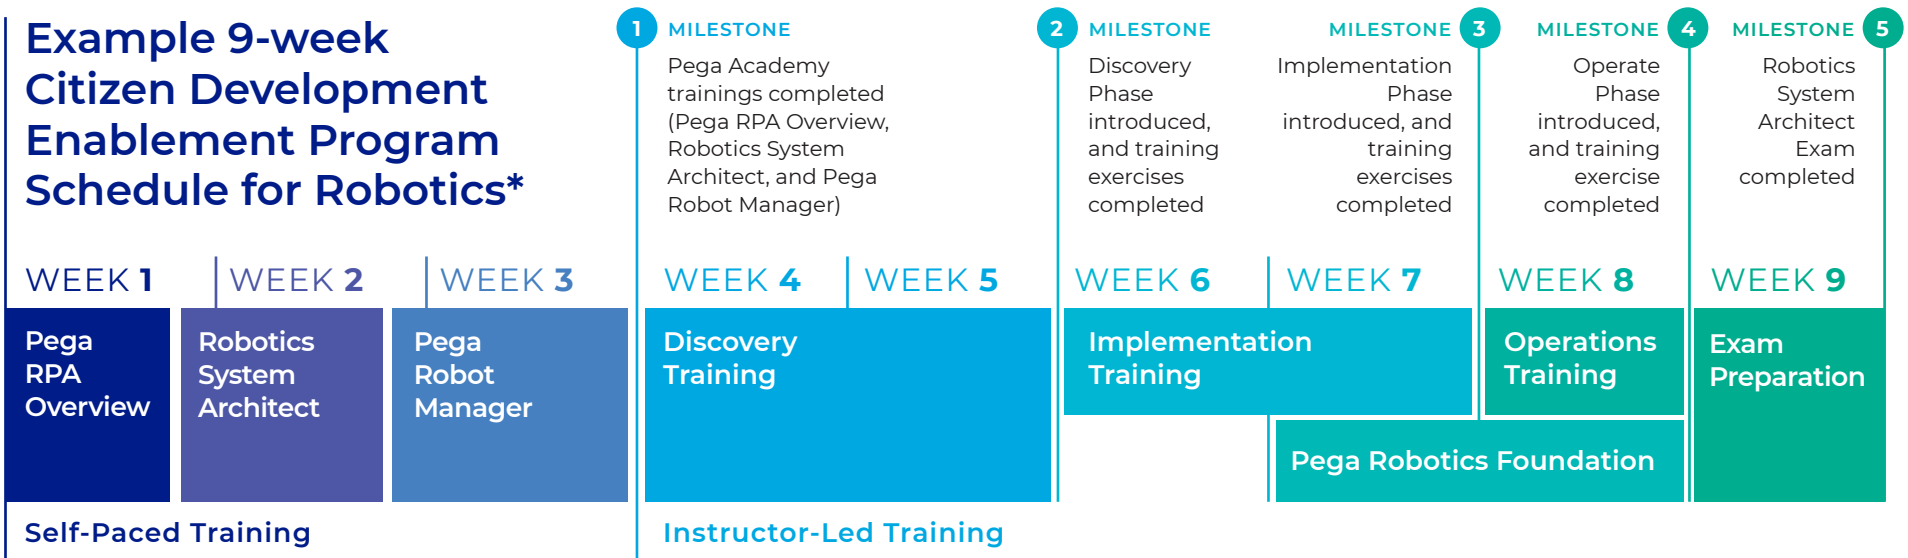 Example 9-week
Citizen Development
Enablement Program
Schedule for Robotics*
1 MILESTONE
Pega Academy
trainings completed
(Pega RPA Overview,
Robotics System
Architect, and Pega
Robot Manager)
2 MILESTONE
Discovery
Phase
introduced,
and training
exercises
completed
MILESTONE 3
Implementation
Phase
introduced, and
training
exercises
completed
MILESTONE 4
Operate
Phase
introduced,
and training
exercise
completed
MILESTONE 5
Robotics
System
Architect
Exam
completed
WEEK 1
WEEK 2
WEEK 3
WEEK 4
WEEK 5
WEEK 6
WEEK 7
WEEK 8
WEEK 9
Pega
RPA
Overview
Robotics
System
Architect
Pega
Robot
Manager
Discovery
Training
Implementation
Training
Operations
Training
Exam
Preparation
Pega Robotics Foundation
Self-Paced Training
Instructor-Led Training